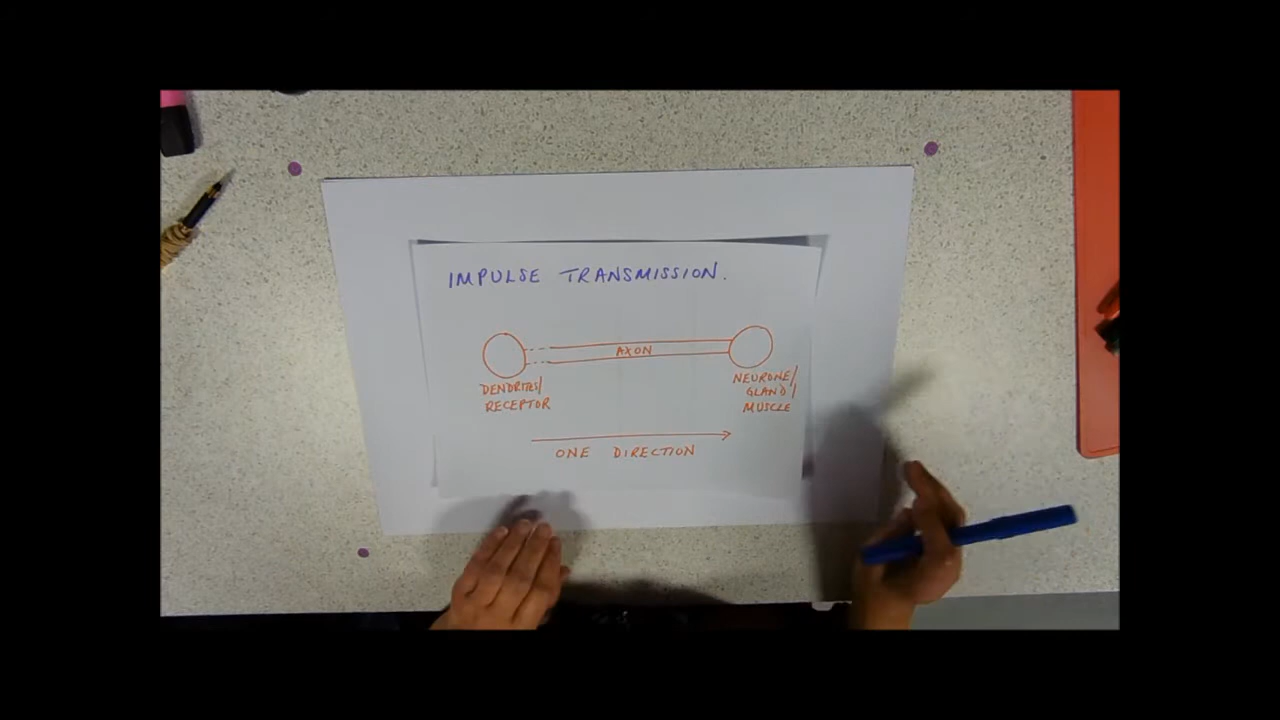 IMPULSE TRANSMISSION.
AXON
DENDRITES/
RECEPTOR
NEURONE/
GLAND/
MUSCLE
ONE DIRECTION